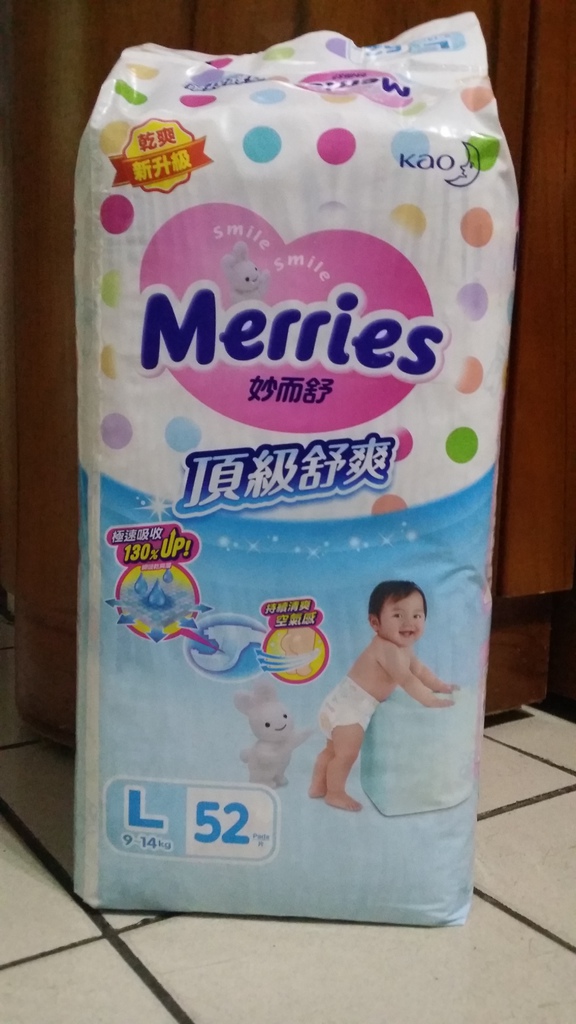 L
Merries
乾爽
新升級
Kao
Smile
Smile
Merries
妙而舒
頂級舒爽
極速吸收
130% UP!
持續清爽
空氣感
L
9-14kg
52
Pads
片